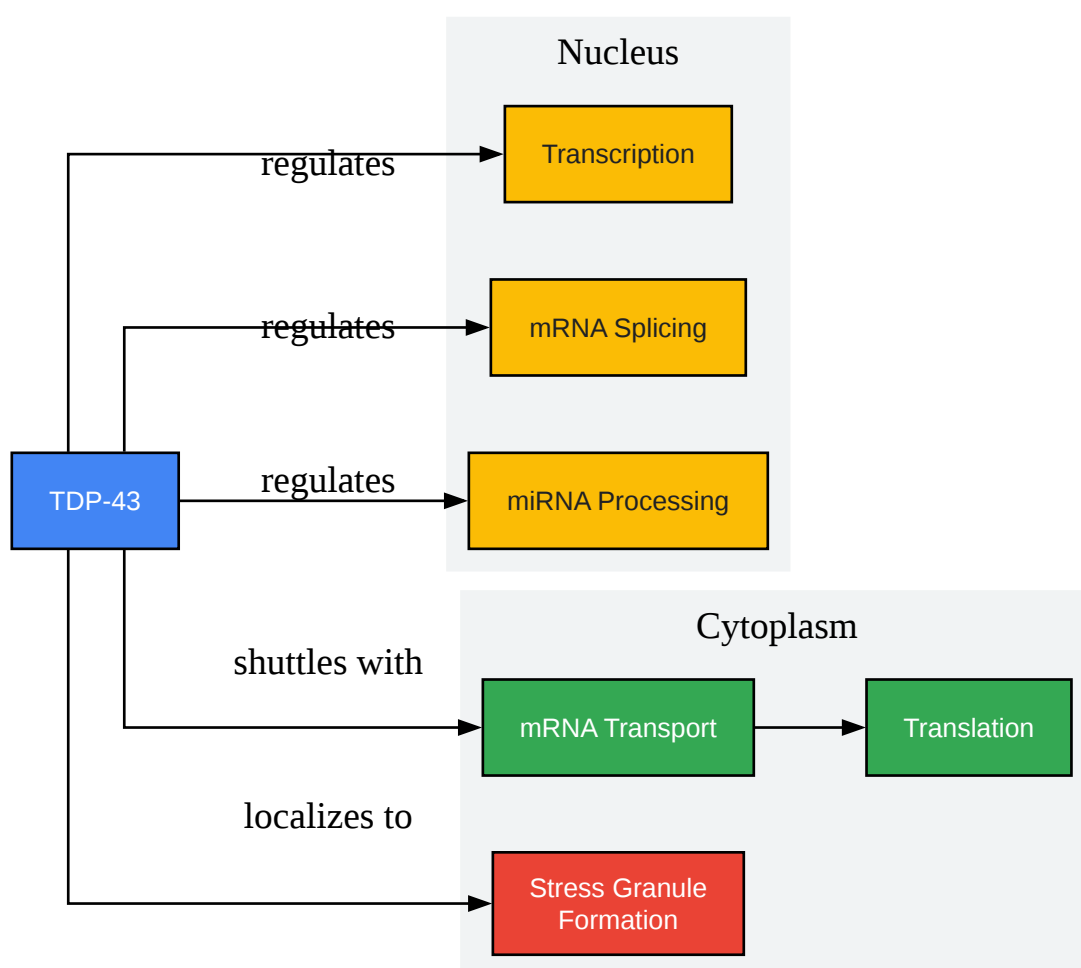 Nucleus
regulates
Transcription
regulates
mRNA Splicing
TDP-43
regulates
miRNA Processing
Cytoplasm
shuttles with
mRNA Transport
Translation
localizes to
Stress Granule
Formation